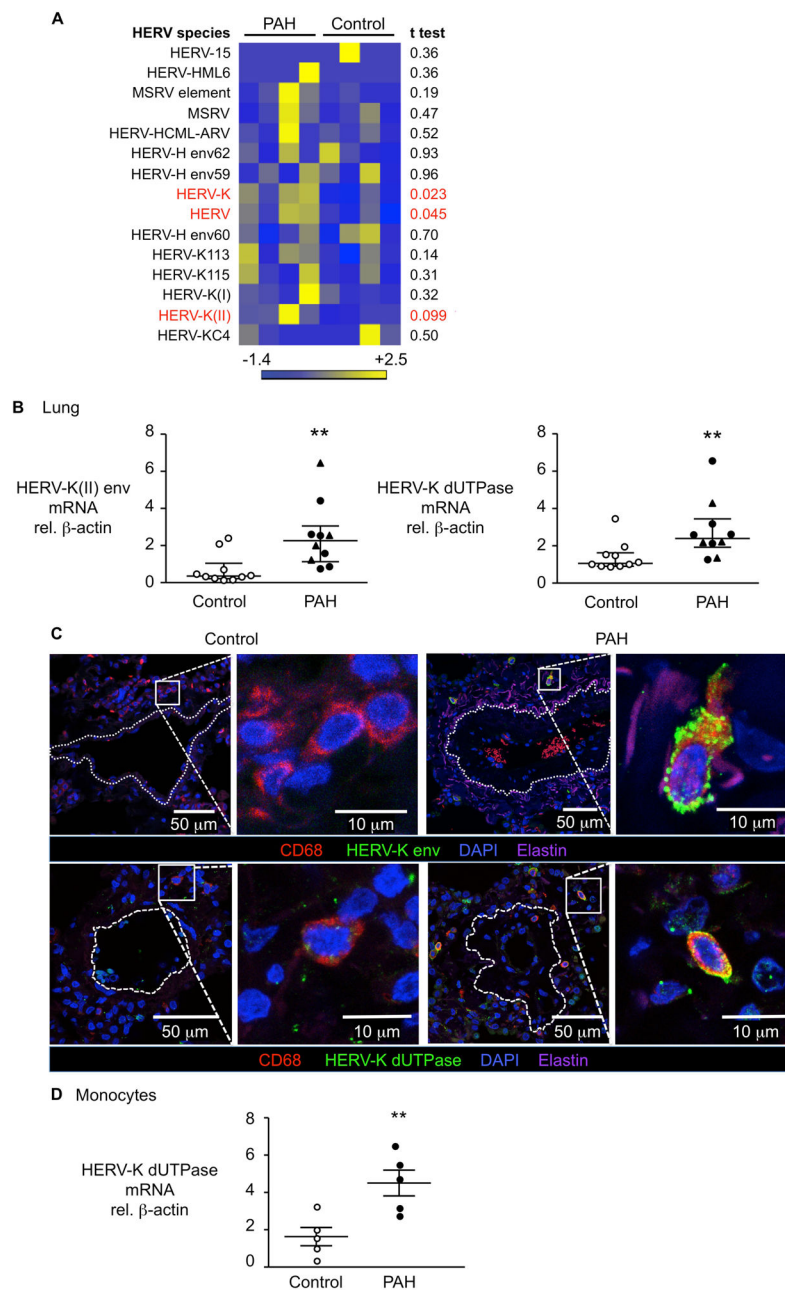 A
HERV species PAH Control t test
HERV-15 0.36
HERV-HML6 0.36
MSRV element 0.19
MSRV 0.47
HERV-HCML-ARV 0.52
HERV-H env62 0.93
HERV-H env59 0.96
HERV-K 0.023
HERV 0.045
HERV-H env60 0.70
HERV-K113 0.14
HERV-K115 0.31
HERV-K(I) 0.32
HERV-K(II) 0.099
HERV-KC4 0.50
-1.4 +2.5
B Lung
HERV-K(II) env
mRNA
rel. β-actin
8
6
4
2
0
**
Control PAH
HERV-K dUTPase
mRNA
rel. β-actin
8
6
4
2
0
**
Control PAH
C
Control PAH
50 μm 10 μm 50 μm 10 μm
CD68 HERV-K env DAPI Elastin
50 μm 10 μm 50 μm 10 μm
CD68 HERV-K dUTPase DAPI Elastin
D Monocytes
HERV-K dUTPase
mRNA
rel. β-actin
8
6
4
2
0
**
Control PAH